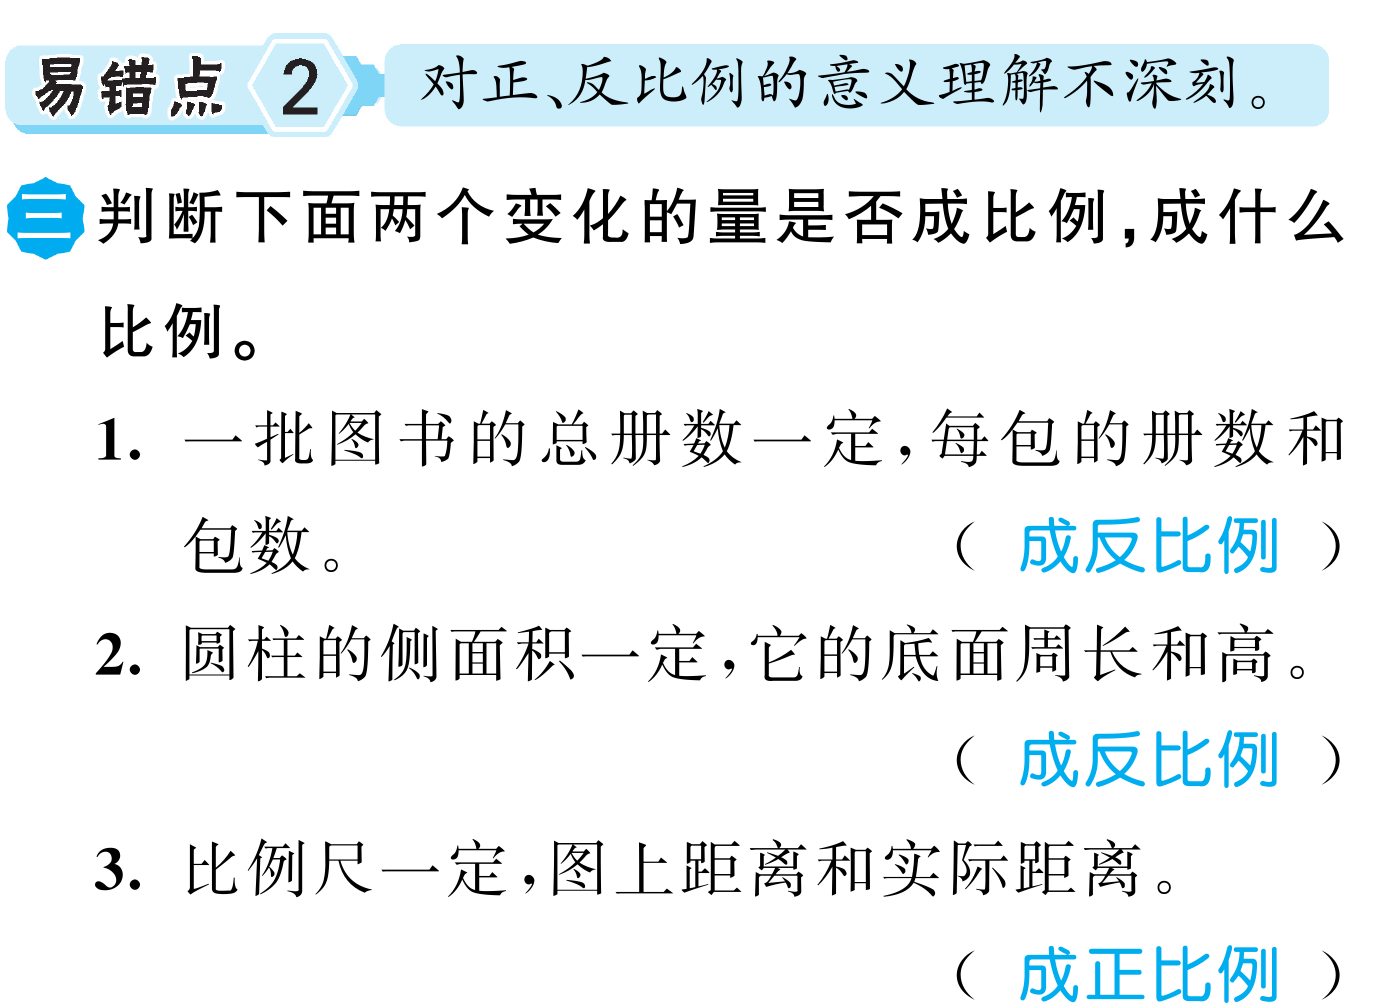 易错点 2 对正、反比例的意义理解不深刻。
三 判断下面两个变化的量是否成比例,成什么
比例。
1. 一批图书的总册数一定,每包的册数和
包数。 ( 成反比例 )
2. 圆柱的侧面积一定,它的底面周长和高。
( 成反比例 )
3. 比例尺一定,图上距离和实际距离。
( 成正比例 )